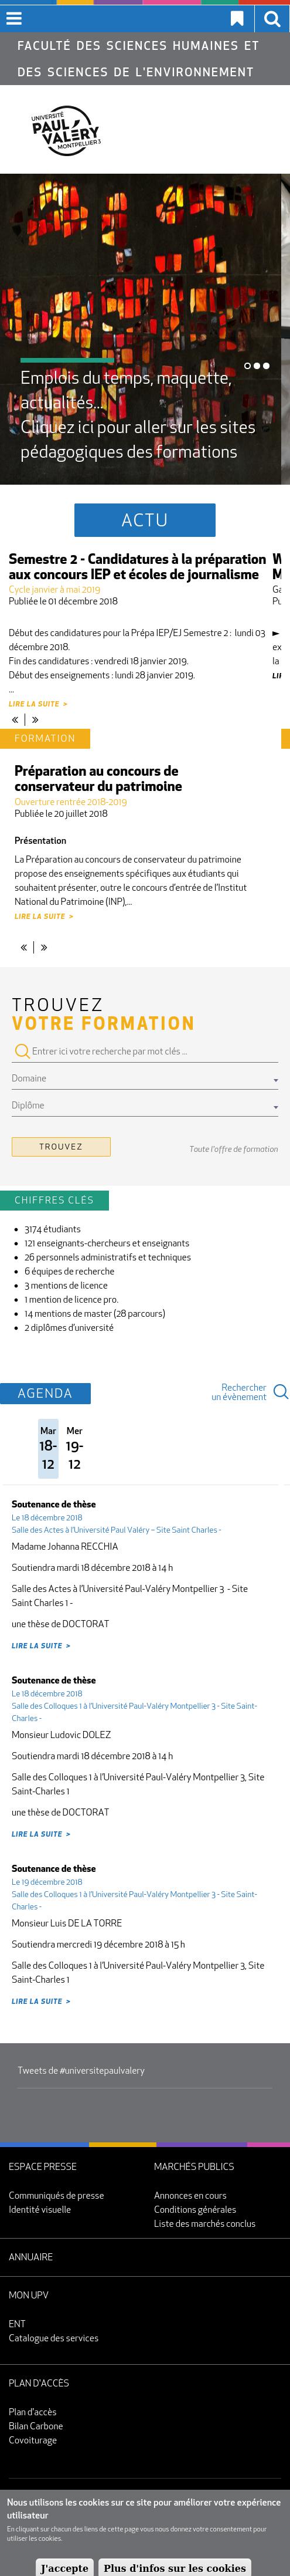 FACULTÉ DES SCIENCES HUMAINES ET
DES SCIENCES DE L'ENVIRONNEMENT
UNIVERSITÉ
PAUL
VALÉRY
MONTPELLIER 3
Emplois du temps, maquette,
actualités...
Cliquez ici pour aller sur les sites
pédagogiques des formations
ACTU
Semestre 2 - Candidatures à la préparation
aux concours IEP et écoles de journalisme
Cycle janvier à mai 2019
Publiée le 01 décembre 2018
Début des candidatures pour la Prépa IEP/EJ Semestre 2 : lundi 03
décembre 2018.
Fin des candidatures : vendredi 18 janvier 2019.
Début des enseignements : lundi 28 janvier 2019.
...
LIRE LA SUITE >
« | »
FORMATION
Préparation au concours de
conservateur du patrimoine
Ouverture rentrée 2018-2019
Publiée le 20 juillet 2018
Présentation
La Préparation au concours de conservateur du patrimoine
propose des enseignements spécifiques aux étudiants qui
souhaitent présenter, outre le concours d'entrée de l'Institut
National du Patrimoine (INP),...
LIRE LA SUITE >
« | »
TROUVEZ
VOTRE FORMATION
Entrer ici votre recherche par mot clés ...
Domaine
Diplôme
TROUVEZ
Toute l'offre de formation
CHIFFRES CLÉS
• 3174 étudiants
• 121 enseignants-chercheurs et enseignants
• 26 personnels administratifs et techniques
• 6 équipes de recherche
• 3 mentions de licence
• 1 mention de licence pro.
• 14 mentions de master (28 parcours)
• 2 diplômes d'université
AGENDA
Rechercher
un évènement
Mar Mer
18- 19-
12 12
Soutenance de thèse
Le 18 décembre 2018
Salle des Actes à l'Université Paul Valéry – Site Saint Charles -
Madame Johanna RECCHIA
Soutiendra mardi 18 décembre 2018 à 14 h
Salle des Actes à l'Université Paul-Valéry Montpellier 3 - Site
Saint Charles 1 -
une thèse de DOCTORAT
LIRE LA SUITE >
Soutenance de thèse
Le 18 décembre 2018
Salle des Colloques 1 à l'Université Paul-Valéry Montpellier 3 - Site Saint-
Charles -
Monsieur Ludovic DOLEZ
Soutiendra mardi 18 décembre 2018 à 14 h
Salle des Colloques 1 à l'Université Paul-Valéry Montpellier 3, Site
Saint-Charles 1
une thèse de DOCTORAT
LIRE LA SUITE >
Soutenance de thèse
Le 19 décembre 2018
Salle des Colloques 1 à l'Université Paul-Valéry Montpellier 3 - Site Saint-
Charles -
Monsieur Luis DE LA TORRE
Soutiendra mercredi 19 décembre 2018 à 15 h
Salle des Colloques 1 à l'Université Paul-Valéry Montpellier 3, Site
Saint-Charles 1
LIRE LA SUITE >
Tweets de #universitepaulvalery
ESPACE PRESSE
Communiqués de presse
Identité visuelle
MARCHÉS PUBLICS
Annonces en cours
Conditions générales
Liste des marchés conclus
ANNUAIRE
MON UPV
ENT
Catalogue des services
PLAN D'ACCÈS
Plan d'accès
Bilan Carbone
Covoiturage
Nous utilisons les cookies sur ce site pour améliorer votre expérience
utilisateur
En cliquant sur chacun des liens de cette page vous nous donnez votre consentement pour
utiliser les cookies.
J'accepte
Plus d'infos sur les cookies